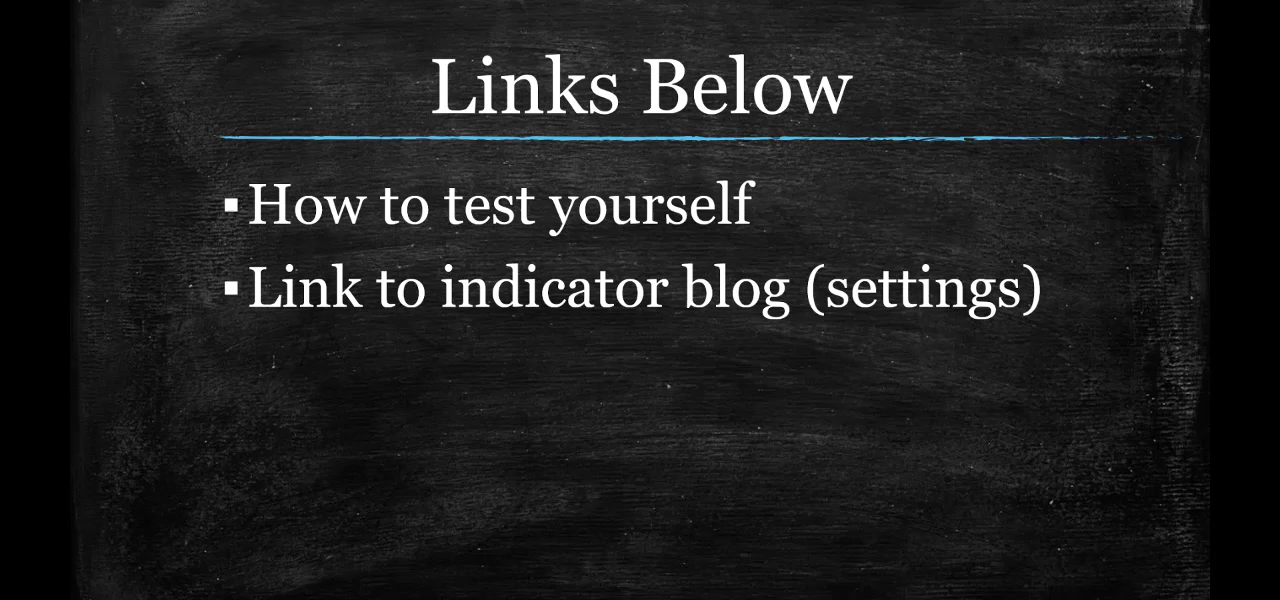 Links Below
▪How to test yourself
▪Link to indicator blog (settings)